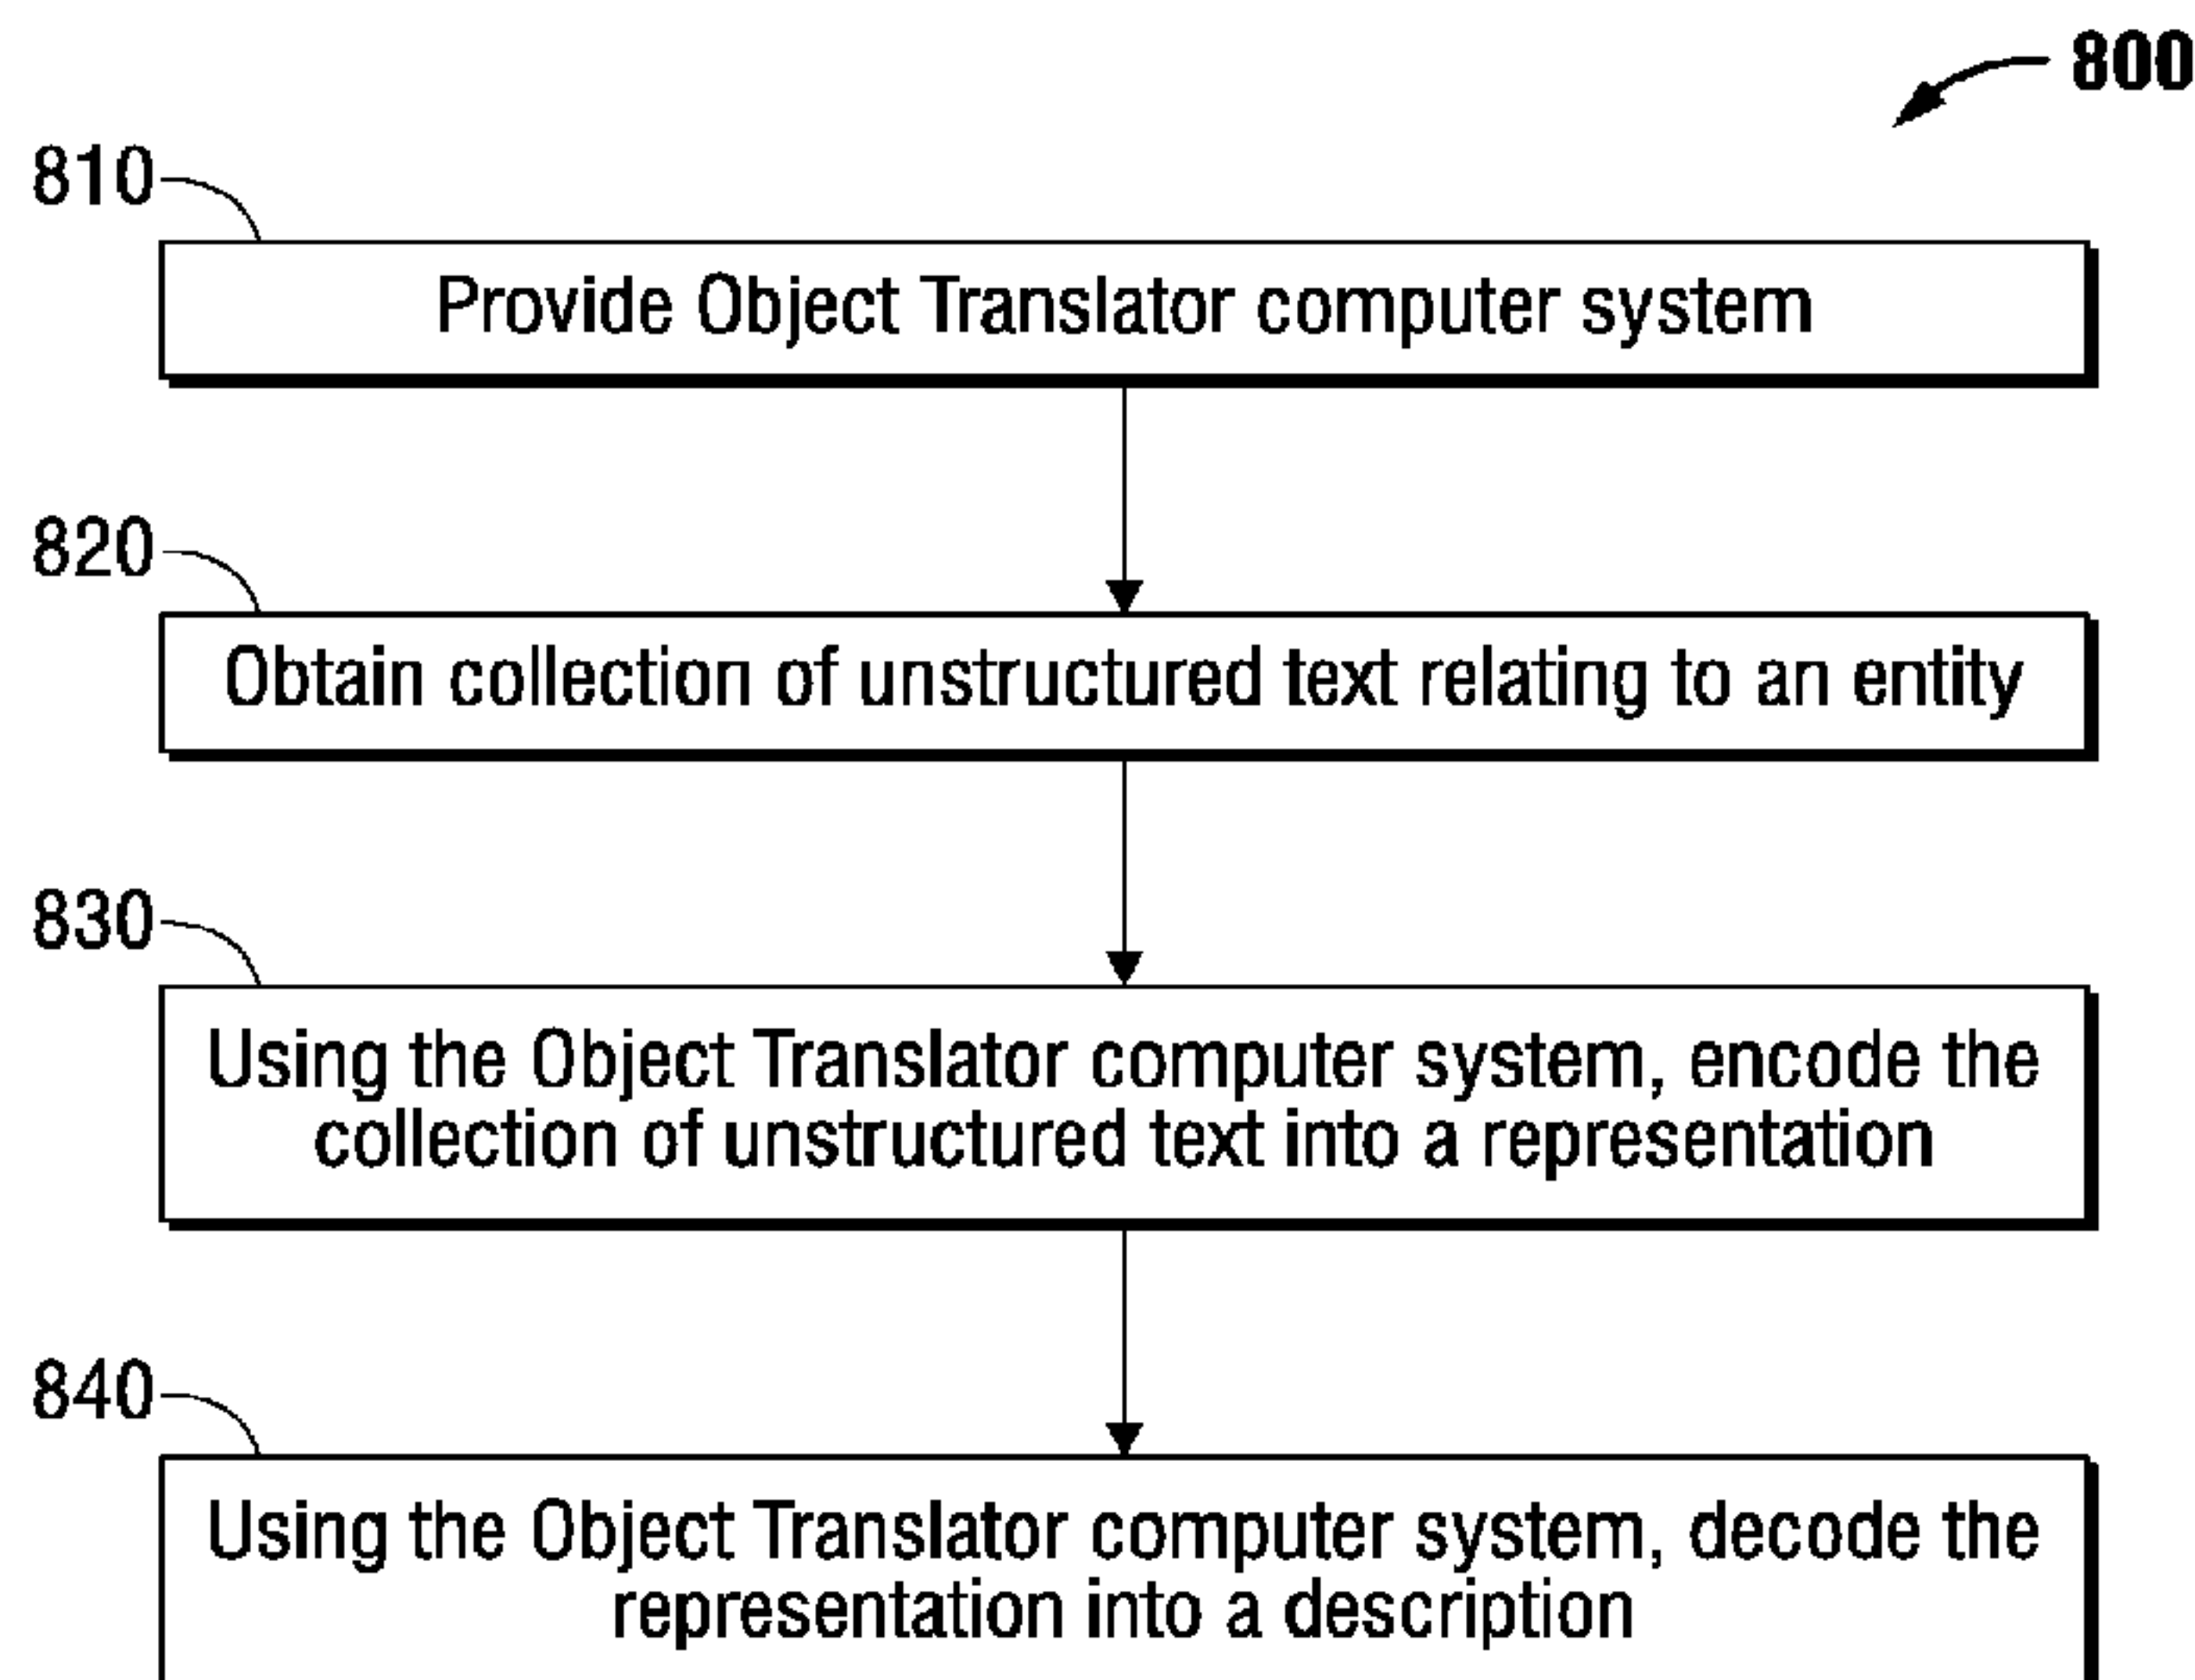 800
810
Provide Object Translator computer system
820
Obtain collection of unstructured text relating to an entity
830
Using the Object Translator computer system, encode the
collection of unstructured text into a representation
840
Using the Object Translator computer system, decode the
representation into a description